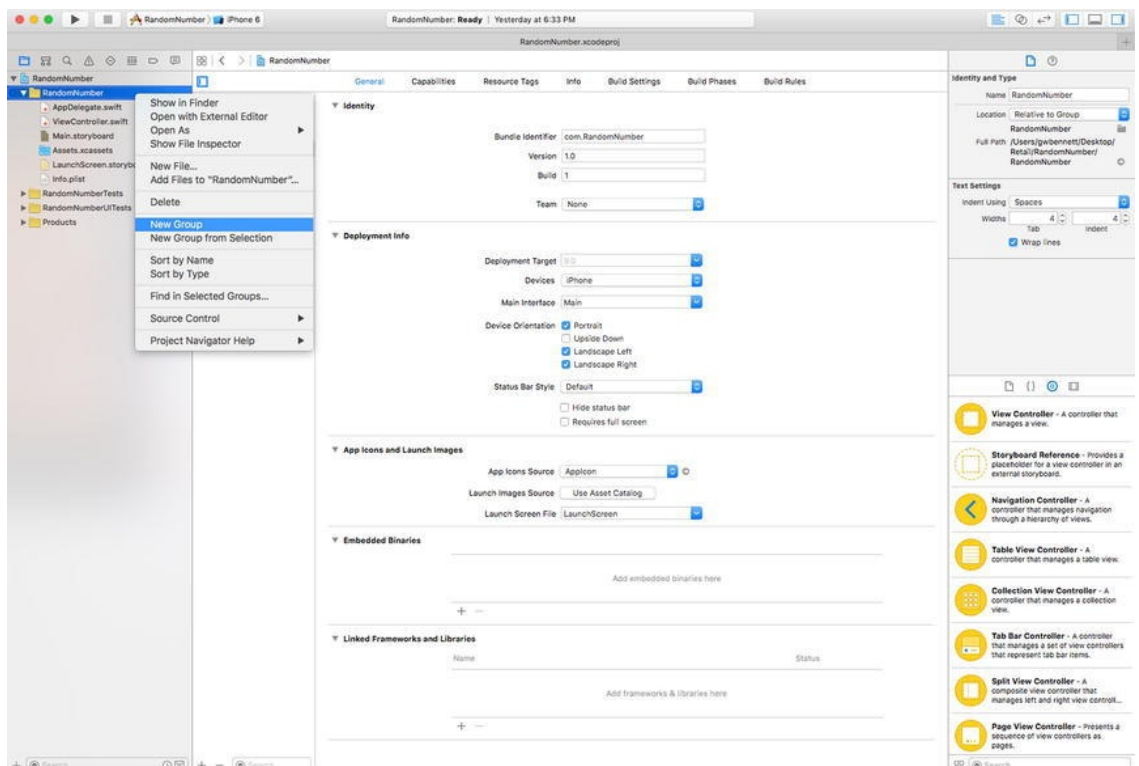 RandomNumber
iPhone 6
RandomNumber: Ready | Yesterday at 6:33 PM
RandomNumber.xcodeproj
RandomNumber
RandomNumber
AppDelegate.swift
ViewController.swift
Main.storyboard
Assets.xcassets
LaunchScreen.storybo
Info.plist
RandomNumberTests
RandomNumberUITests
Products
Show in Finder
Open with External Editor
Open As
Show File Inspector
New File...
Add Files to "RandomNumber"...
Delete
New Group
New Group from Selection
Sort by Name
Sort by Type
Find in Selected Groups...
Source Control
Project Navigator Help
RandomNumber
General Capabilities Resource Tags Info Build Settings Build Phases Build Rules
Identity
Bundle Identifier com.RandomNumber
Version 1.0
Build 1
Team None
Deployment Info
Deployment Target 9.0
Devices iPhone
Main Interface Main
Device Orientation Portrait
Upside Down
Landscape Left
Landscape Right
Status Bar Style Default
Hide status bar
Requires full screen
App Icons and Launch Images
App Icons Source AppIcon
Launch Images Source Use Asset Catalog
Launch Screen File LaunchScreen
Embedded Binaries
Add embedded binaries here
Linked Frameworks and Libraries
Name Status
Add frameworks & libraries here
Identity and Type
Name RandomNumber
Location Relative to Group
RandomNumber
Full Path /Users/gwbennett/Desktop/
Retail/RandomNumber/
RandomNumber
Text Settings
Indent Using Spaces
Widths 4 4
Tab Indent
Wrap lines
View Controller - A controller that
manages a view.
Storyboard Reference - Provides a
placeholder for a view controller in an
external storyboard.
Navigation Controller - A
controller that manages navigation
through a hierarchy of views.
Table View Controller - A
controller that manages a table view.
Collection View Controller - A
controller that manages a collection
view.
Tab Bar Controller - A controller
that manages a set of view controllers
that represent tab bar items.
Split View Controller - A
composite view controller that
manages left and right view controll...
Page View Controller - Presents a
sequence of view controllers as
pages.
Search
Search
Search